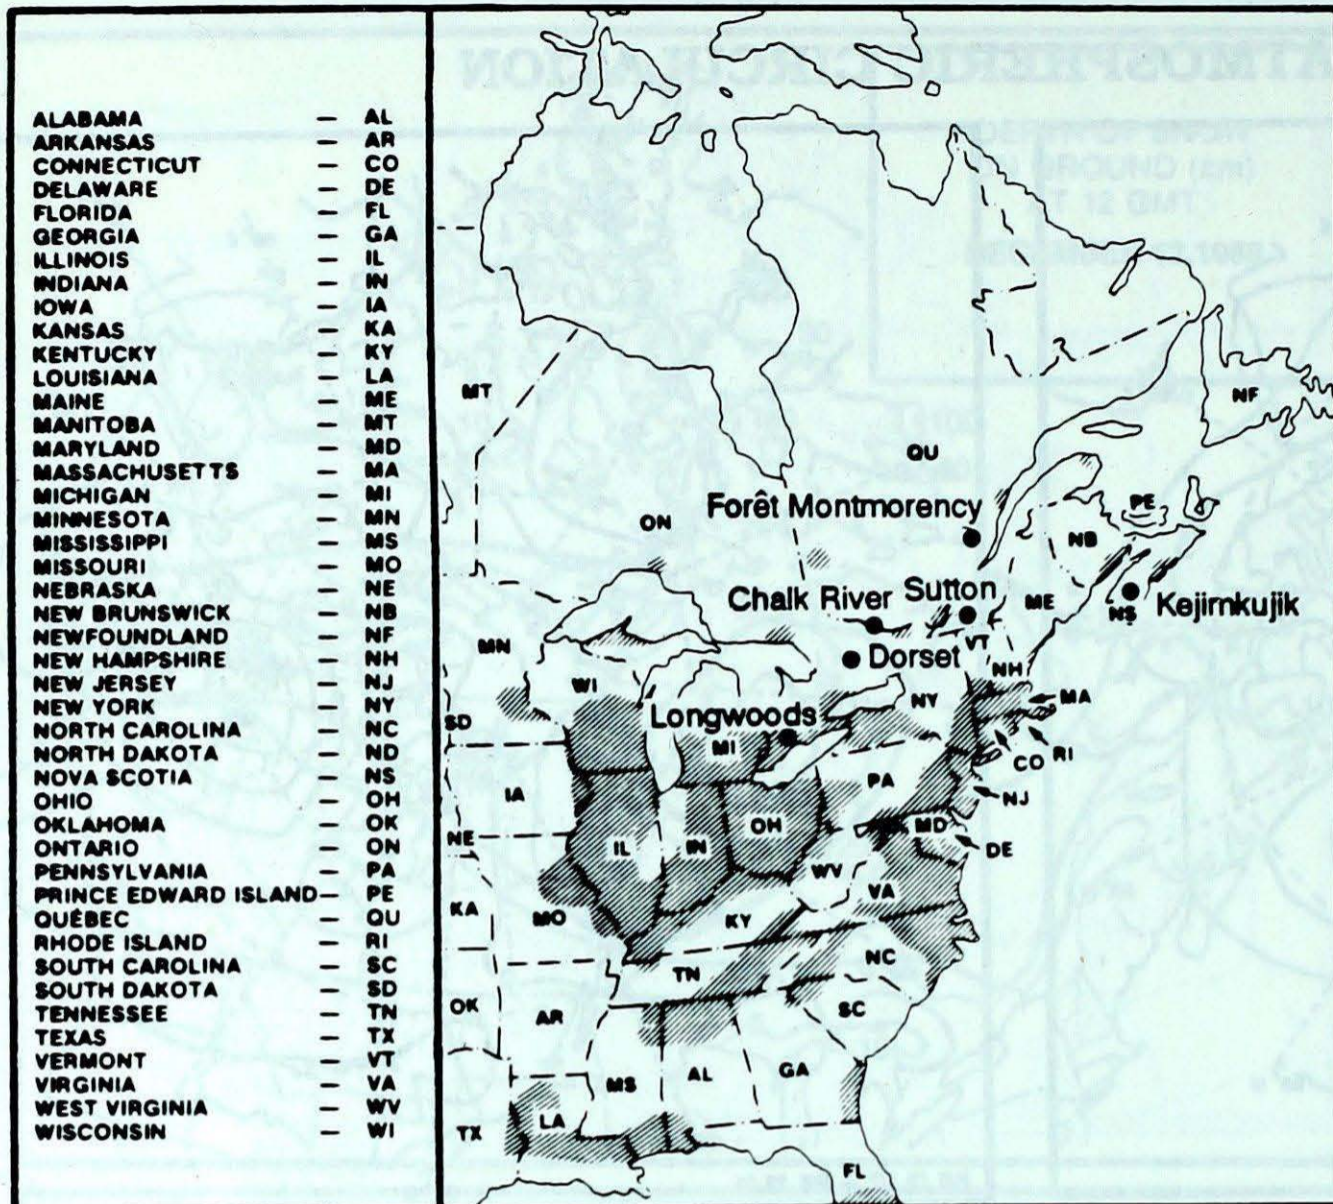 ALABAMA – AL
ARKANSAS – AR
CONNECTICUT – CO
DELAWARE – DE
FLORIDA – FL
GEORGIA – GA
ILLINOIS – IL
INDIANA – IN
IOWA – IA
KANSAS – KA
KENTUCKY – KY
LOUISIANA – LA
MAINE – ME
MANITOBA – MT
MARYLAND – MD
MASSACHUSETTS – MA
MICHIGAN – MI
MINNESOTA – MN
MISSISSIPPI – MS
MISSOURI – MO
NEBRASKA – NE
NEW BRUNSWICK – NB
NEWFOUNDLAND – NF
NEW HAMPSHIRE – NH
NEW JERSEY – NJ
NEW YORK – NY
NORTH CAROLINA – NC
NORTH DAKOTA – ND
NOVA SCOTIA – NS
OHIO – OH
OKLAHOMA – OK
ONTARIO – ON
PENNSYLVANIA – PA
PRINCE EDWARD ISLAND – PE
QUÉBEC – QU
RHODE ISLAND – RI
SOUTH CAROLINA – SC
SOUTH DAKOTA – SD
TENNESSEE – TN
TEXAS – TX
VERMONT – VT
VIRGINIA – VA
WEST VIRGINIA – WV
WISCONSIN – WI
MT
NF
QU
Forêt Montmorency
PE
ON
NB
Chalk River
Sutton
ME
NS
Kejimkujik
MN
Dorset
VT
NH
WI
NY
MA
SD
Longwoods
MI
CO
RI
IA
PA
NJ
NE
IL
IN
OH
MD
DE
WV
VA
KA
MO
KY
NC
TN
OK
AR
SC
MS
AL
GA
LA
TX
FL
ATMOSPHERIC CIRCULATION
ON GROUND (cm)
AT 12 GMT